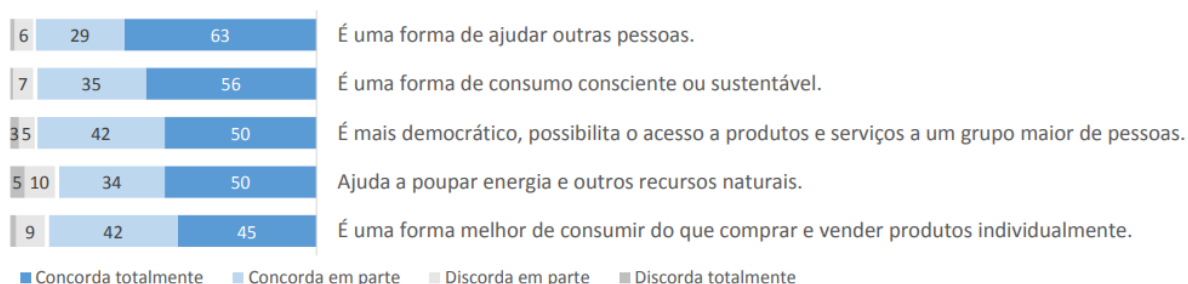 6 29 63 É uma forma de ajudar outras pessoas.
7 35 56 É uma forma de consumo consciente ou sustentável.
3 5 42 50 É mais democrático, possibilita o acesso a produtos e serviços a um grupo maior de pessoas.
5 10 34 50 Ajuda a poupar energia e outros recursos naturais.
9 42 45 É uma forma melhor de consumir do que comprar e vender produtos individualmente.
Concorda totalmente Concorda em parte Discorda em parte Discorda totalmente